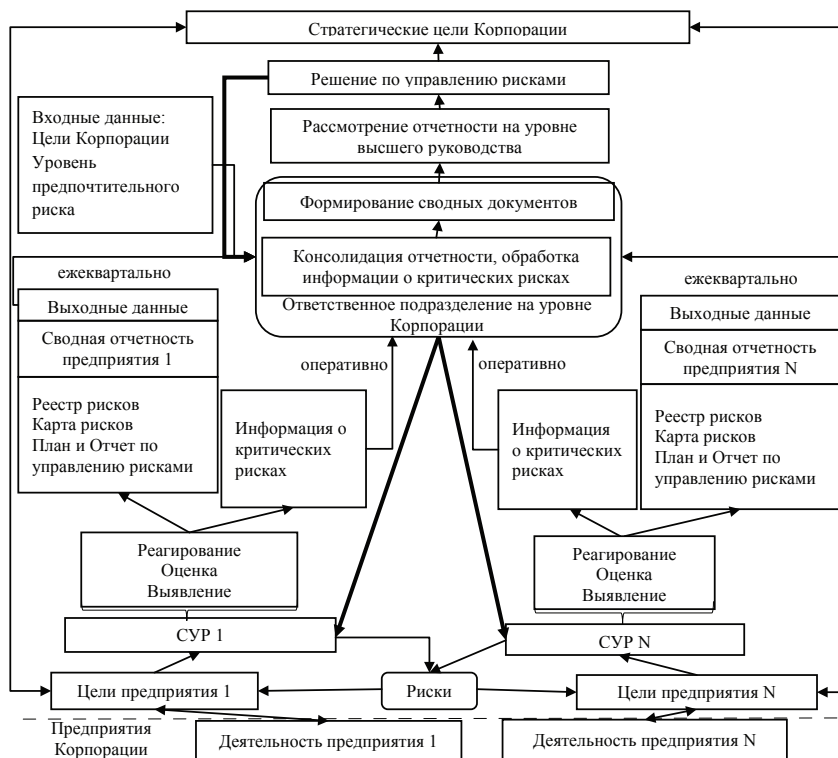 Стратегические цели Корпорации
Решение по управлению рисками
Входные данные:
Цели Корпорации
Уровень
предпочтительного
риска
Рассмотрение отчетности на уровне
высшего руководства
Формирование сводных документов
Консолидация отчетности, обработка
информации о критических рисках
Ответственное подразделение на уровне
Корпорации
ежеквартально
Выходные данные
Сводная отчетность
предприятия 1
Реестр рисков
Карта рисков
План и Отчет по
управлению рисками
оперативно
Информация о
критических
рисках
оперативно
Информация
о критических
рисках
ежеквартально
Выходные данные
Сводная отчетность
предприятия N
Реестр рисков
Карта рисков
План и Отчет по
управлению рисками
Реагирование
Оценка
Выявление
Реагирование
Оценка
Выявление
СУР 1
СУР N
Цели предприятия 1
Риски
Цели предприятия N
Предприятия
Корпорации
Деятельность предприятия 1
Деятельность предприятия N